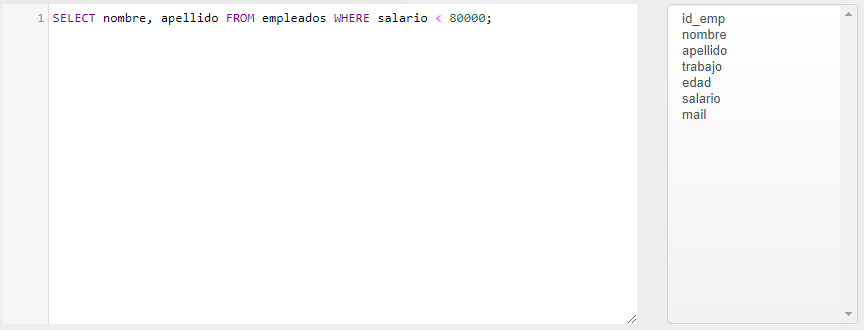 1 SELECT nombre, apellido FROM empleados WHERE salario < 80000;
id_emp
nombre
apellido
trabajo
edad
salario
mail